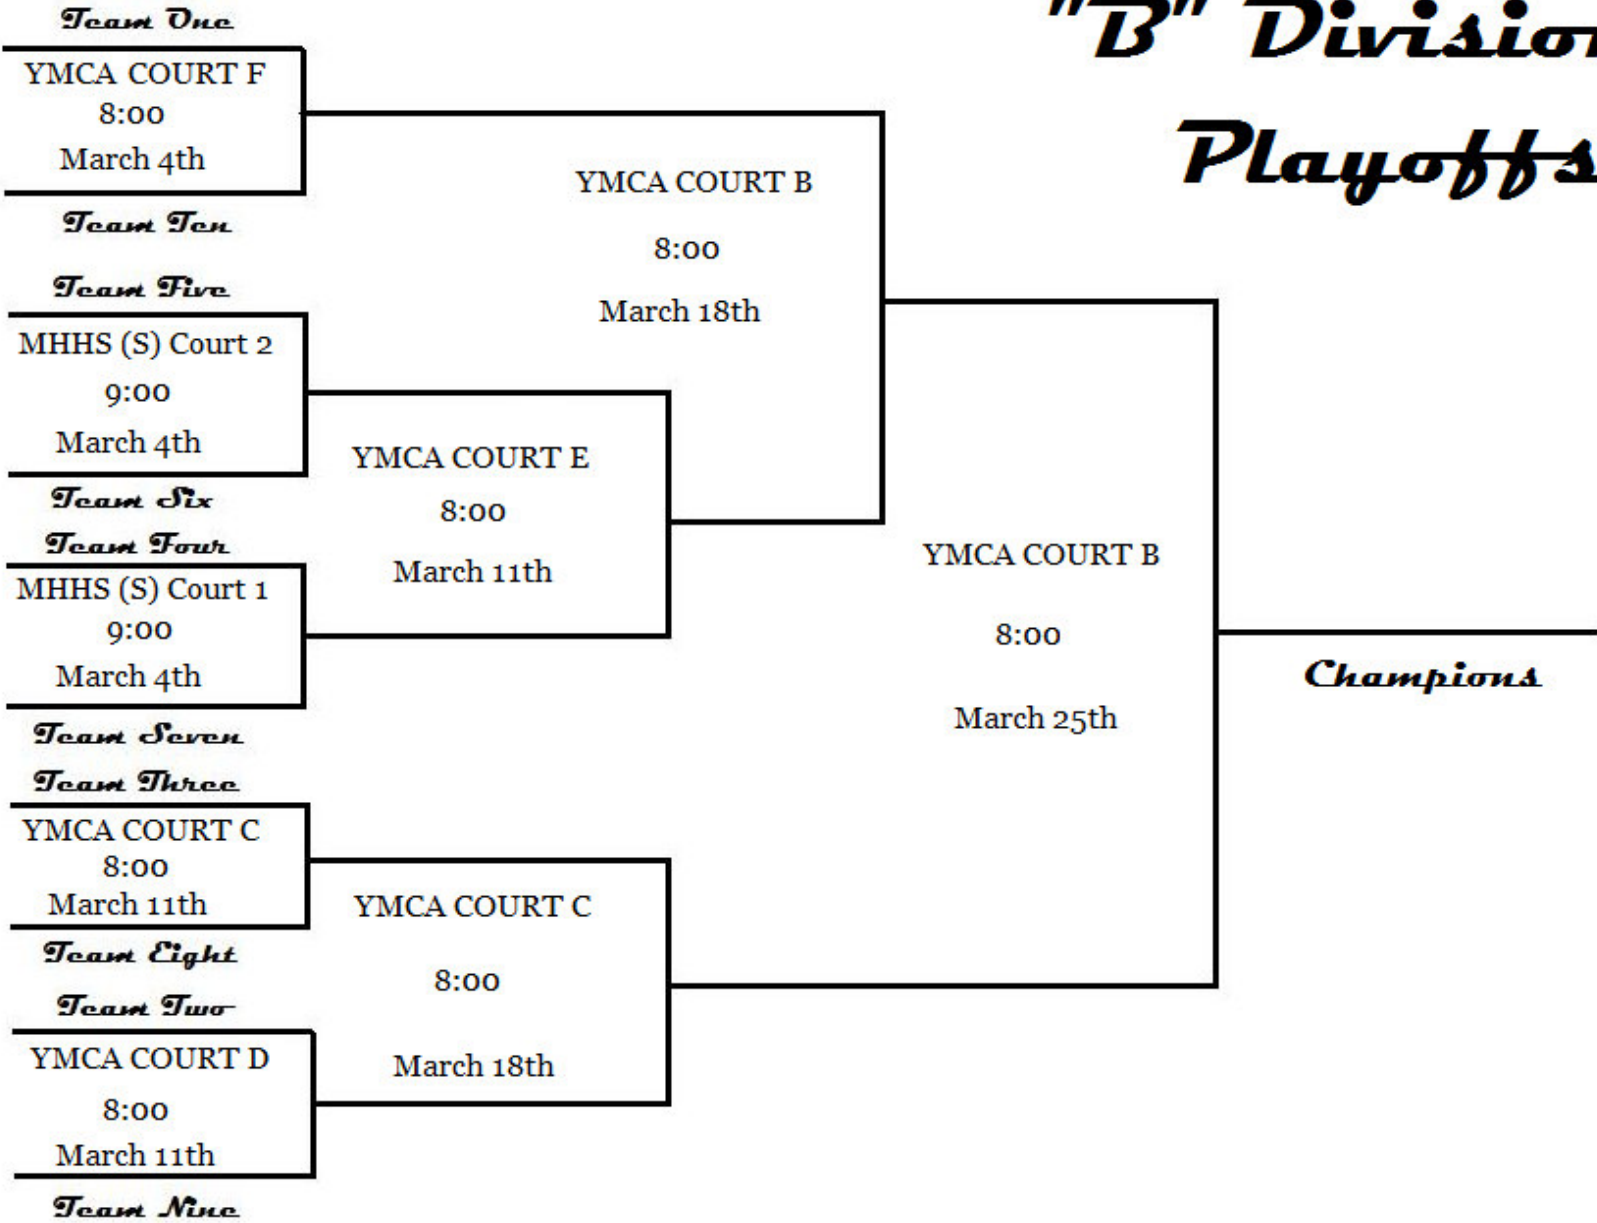 "B" Division
Playoffs
Team One
YMCA COURT F
8:00
March 4th
Team Ten
YMCA COURT B
8:00
March 18th
Team Five
MHHS (S) Court 2
9:00
March 4th
Team Six
YMCA COURT E
8:00
March 11th
Team Four
MHHS (S) Court 1
9:00
March 4th
Team Seven
YMCA COURT B
8:00
March 25th
Champions
Team Three
YMCA COURT C
8:00
March 11th
Team Eight
YMCA COURT C
8:00
March 18th
Team Two
YMCA COURT D
8:00
March 11th
Team Nine